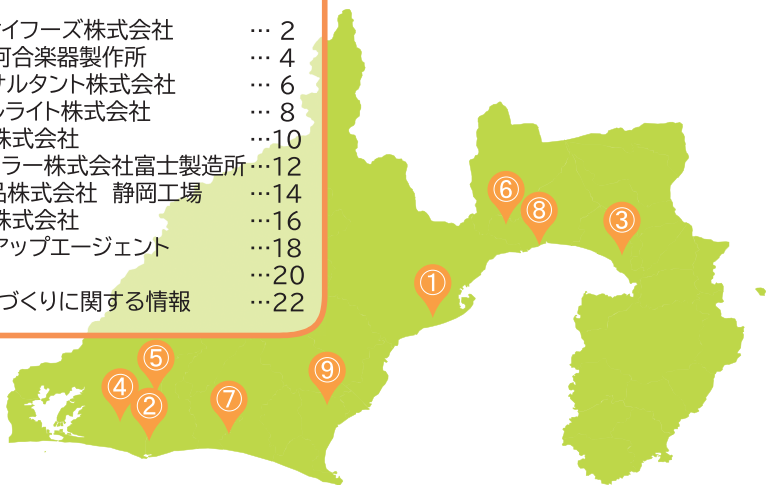 イフーズ株式会社 … 2
河合楽器製作所 … 4
サルタント株式会社 … 6
ルライト株式会社 … 8
株式会社 …10
ラー株式会社富士製造所 …12
品株式会社 静岡工場 …14
株式会社 …16
アップエージェント …18
…20
づくりに関する情報 …22
⑥
⑧
③
①
⑤
④
②
⑦
⑨